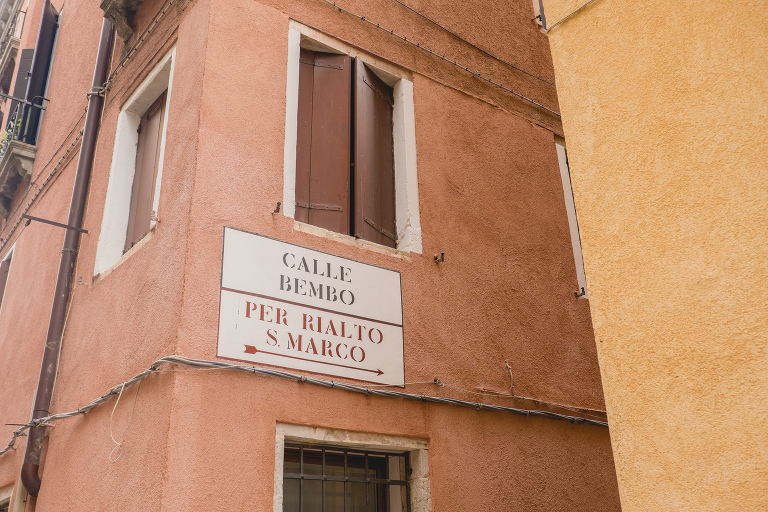 CALLE
BEMBO
PER RIALTO
S. MARCO